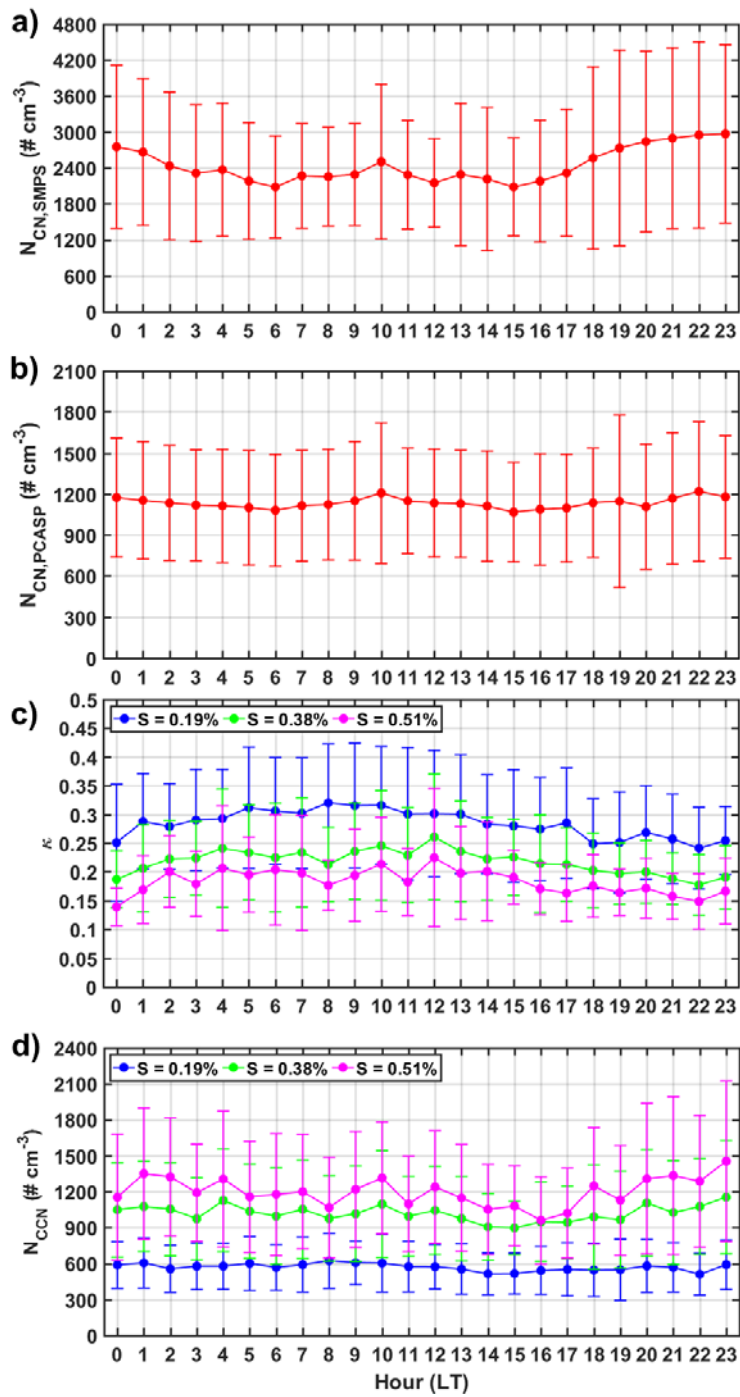 a)
4800
4200
3600
3000
2400
1800
1200
600
0
N_CN,SMPS (# cm⁻³)
0 1 2 3 4 5 6 7 8 9 10 11 12 13 14 15 16 17 18 19 20 21 22 23
b)
2100
1800
1500
1200
900
600
300
0
N_CN,PCASP (# cm⁻³)
0 1 2 3 4 5 6 7 8 9 10 11 12 13 14 15 16 17 18 19 20 21 22 23
c)
0.5
0.45
0.4
0.35
0.3
0.25
0.2
0.15
0.1
0.05
0
κ
S = 0.19% S = 0.38% S = 0.51%
0 1 2 3 4 5 6 7 8 9 10 11 12 13 14 15 16 17 18 19 20 21 22 23
d)
2400
2100
1800
1500
1200
900
600
300
0
N_CCN (# cm⁻³)
S = 0.19% S = 0.38% S = 0.51%
0 1 2 3 4 5 6 7 8 9 10 11 12 13 14 15 16 17 18 19 20 21 22 23
Hour (LT)